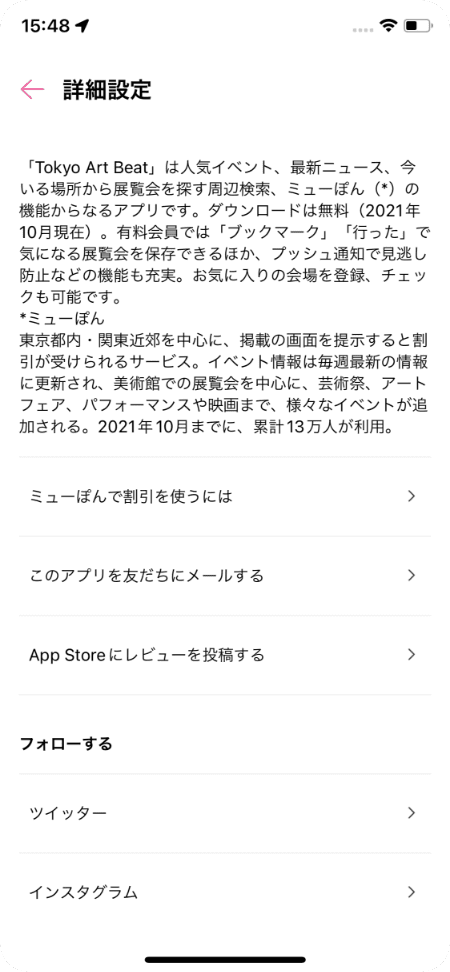 15:48
詳細設定
「Tokyo Art Beat」は人気イベント、最新ニュース、今
いる場所から展覧会を探す周辺検索、ミューぽん（*）の
機能からなるアプリです。ダウンロードは無料（2021年
10月現在）。有料会員では「ブックマーク」「行った」で
気になる展覧会を保存できるほか、プッシュ通知で見逃し
防止などの機能も充実。お気に入りの会場を登録、チェッ
クも可能です。
*ミューぽん
東京都内・関東近郊を中心に、掲載の画面を提示すると割
引が受けられるサービス。イベント情報は毎週最新の情報
に更新され、美術館での展覧会を中心に、芸術祭、アート
フェア、パフォーマンスや映画まで、様々なイベントが追
加される。2021年10月までに、累計13万人が利用。
ミューぽんで割引を使うには
このアプリを友だちにメールする
App Storeにレビューを投稿する
フォローする
ツイッター
インスタグラム